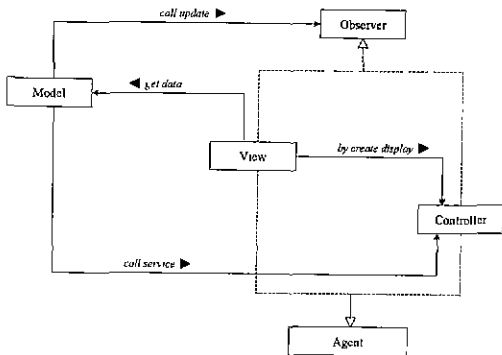 call update ►
Observer
◄ get data
Model
View
by create display ►
Controller
call service ►
Agent